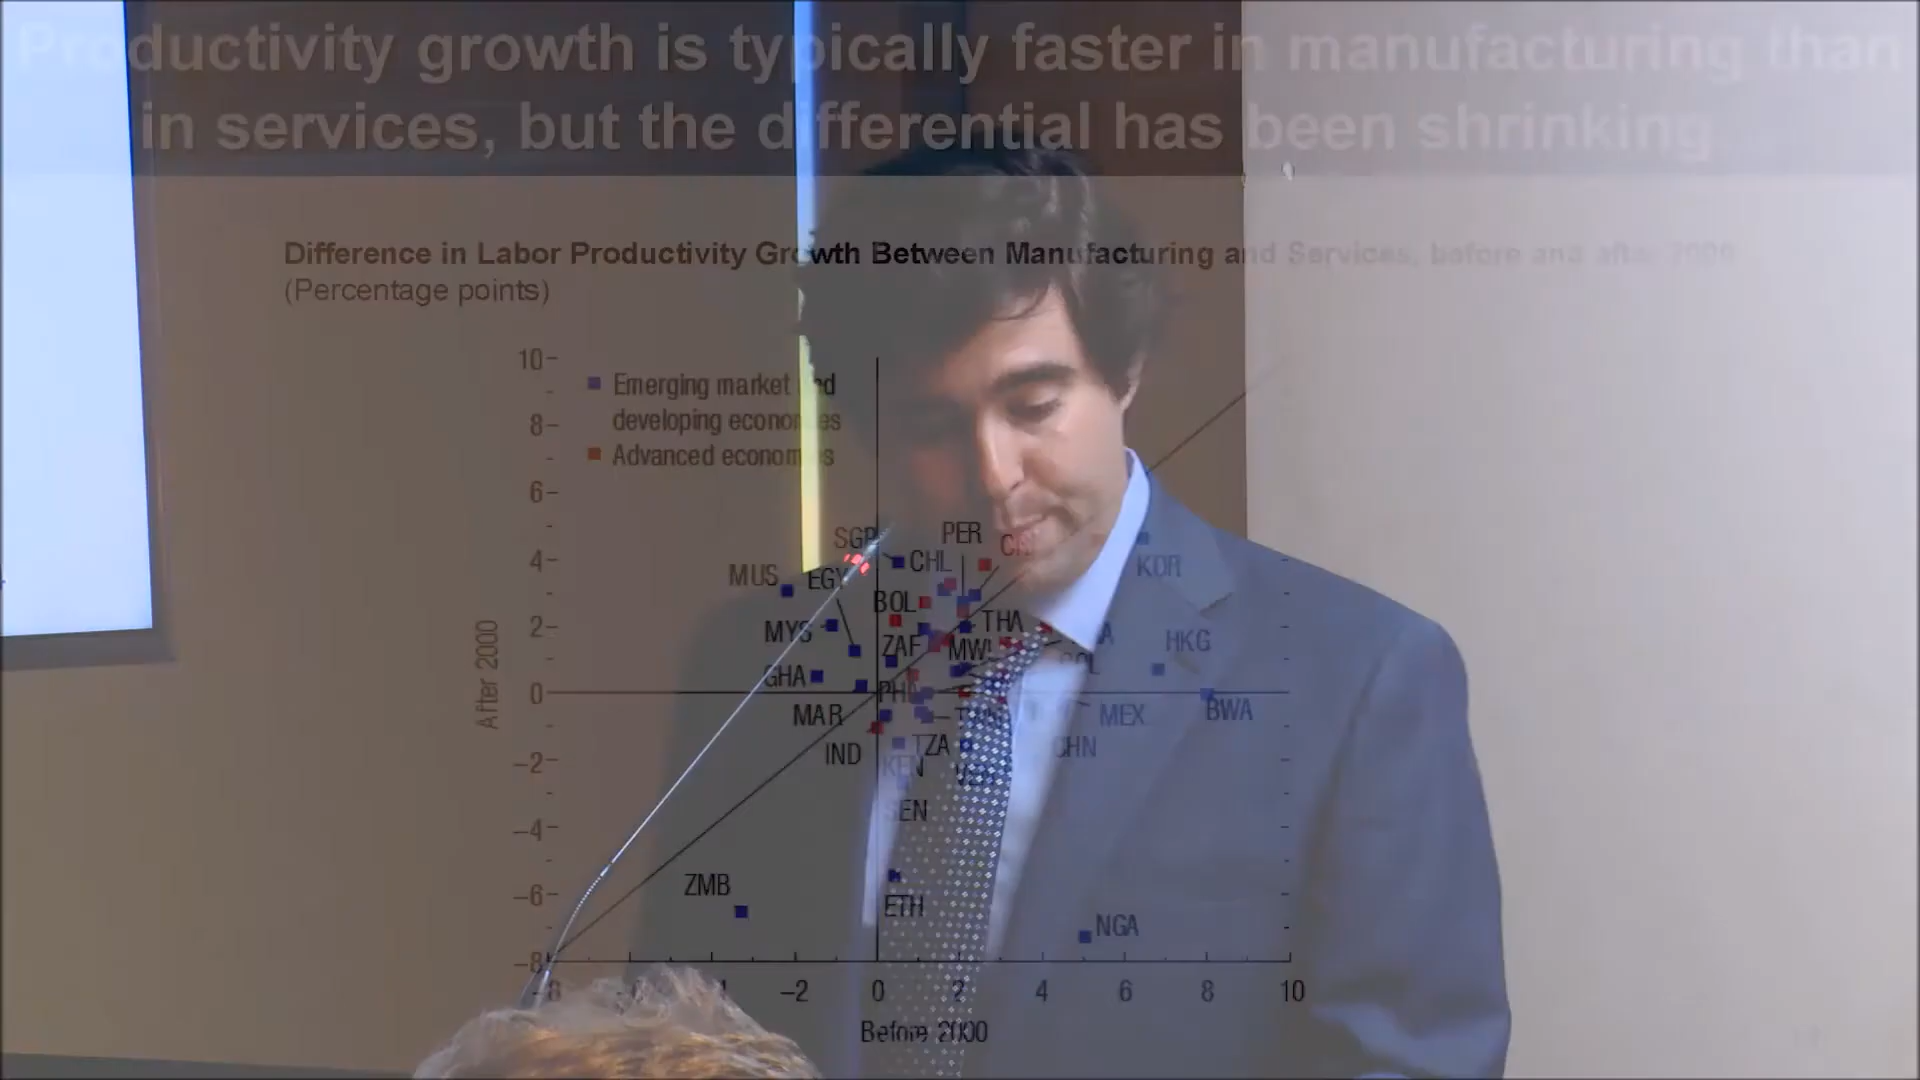 Productivity growth is typically faster in manufacturing than
in services, but the differential has been shrinking
Difference in Labor Productivity Growth Between Manufacturing and Services, before and after 2000
(Percentage points)
10
Emerging market and
developing economies
8
Advanced economies
6
SGP
PER
4
CHL
KOR
MUS
EGY
BOL
2
MYS
THA
HKG
ZAF
MWI
GHA
COL
After 2000
0
PHL
MAR
MEX
BWA
IND
TZA
CHN
–2
KEN
SEN
–4
ZMB
–6
ETH
NGA
–8
–8
–2
0
2
4
6
8
10
Before 2000